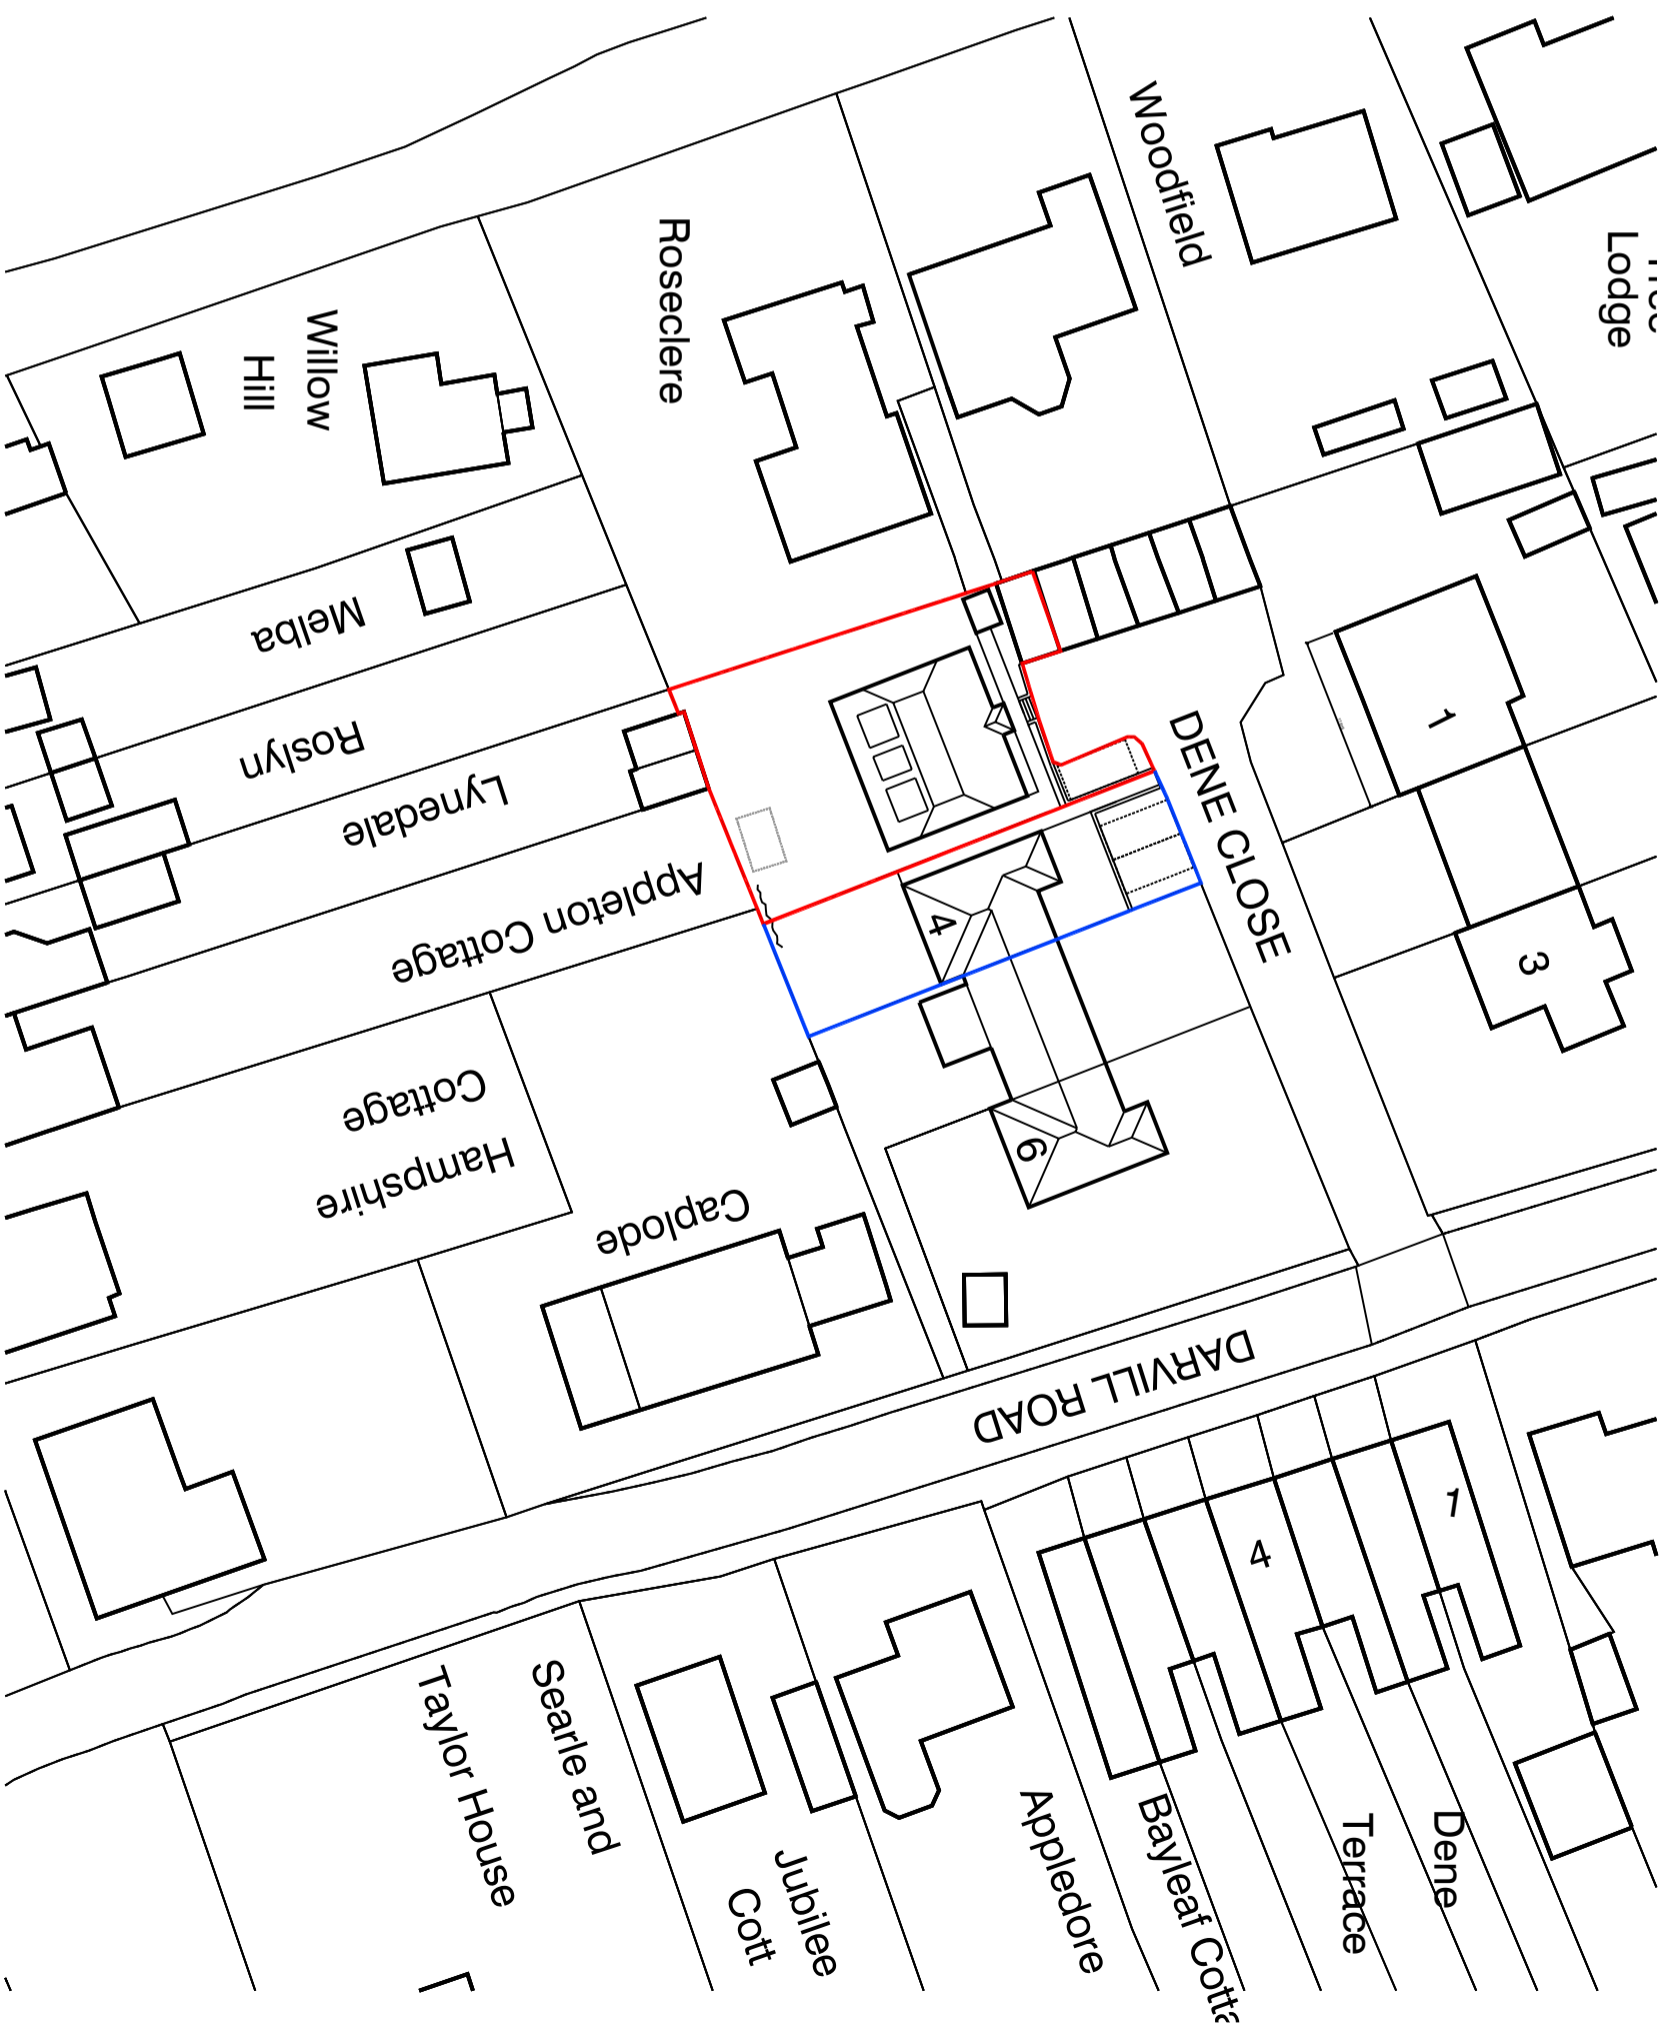 Woodfield
Lodge
Roseclere
Willow
Hill
Melba
Roslyn
Lynedale
Appleton Cottage
1
DENE CLOSE
4
3
Cottage
Hampshire
6
Caplode
DARVILL ROAD
1
4
Searle and
Taylor House
Jubilee
Cott
Appledore
Bayleaf Cotta
Terrace
Dene